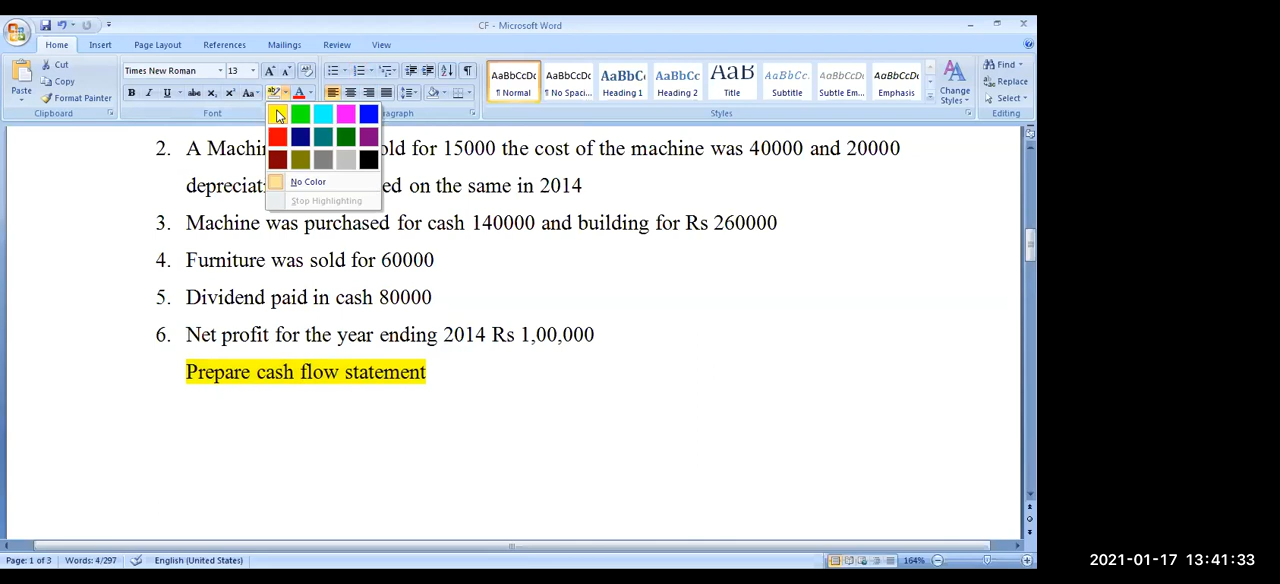 CF - Microsoft Word
Home Insert Page Layout References Mailings Review View
Paste
Cut
Copy
Format Painter
Clipboard
Times New Roman 13
Font
Paragraph
AaBbCcDc AaBbCcDc AaBbC AaBbCc AaB AaBbCc. AaBbCcDc AaBbCcDc
¶ Normal ¶ No Spaci... Heading 1 Heading 2 Title Subtitle Subtle Em... Emphasis
Styles
Change Styles
Find
Replace
Select
Editing
No Color
Stop Highlighting
2. A Machin old for 15000 the cost of the machine was 40000 and 20000
depreciat ed on the same in 2014
3. Machine was purchased for cash 140000 and building for Rs 260000
4. Furniture was sold for 60000
5. Dividend paid in cash 80000
6. Net profit for the year ending 2014 Rs 1,00,000
Prepare cash flow statement
Page: 1 of 3 Words: 4/297 English (United States) 164%
2021-01-17 13:41:33